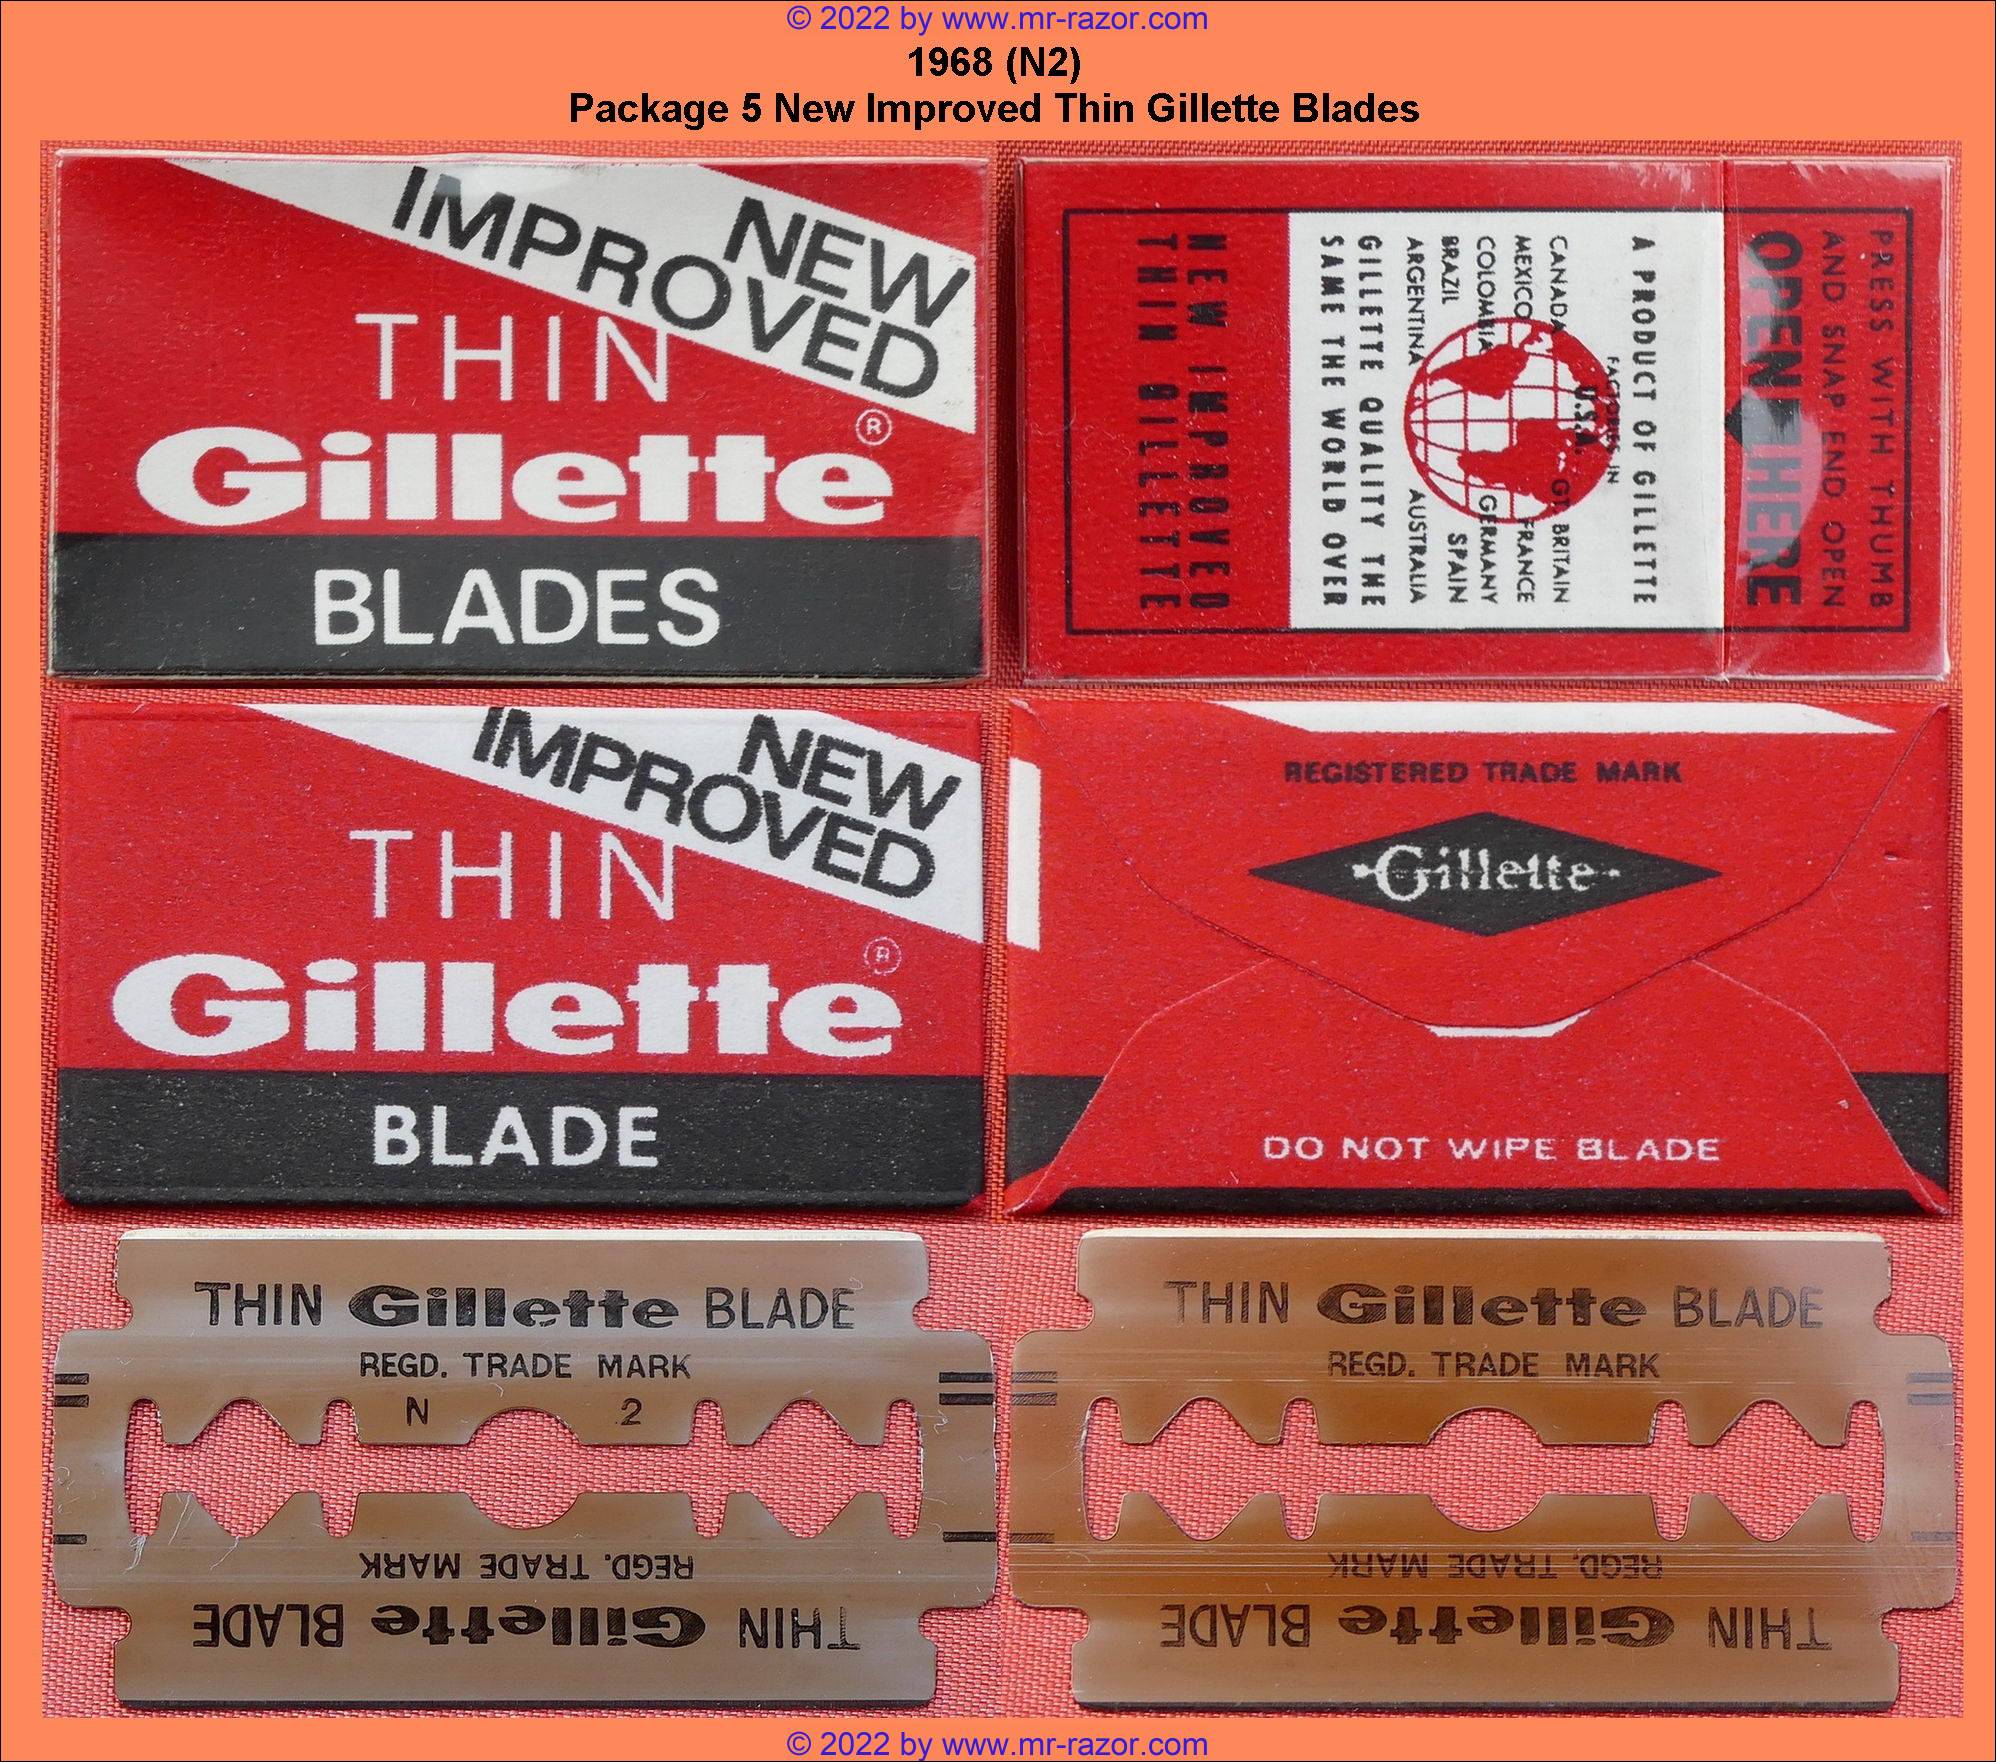 © 2022 by www.mr-razor.com
1968 (N2)
Package 5 New Improved Thin Gillette Blades
NEW
IMPROVED
THIN
Gillette®
BLADES
PRESS WITH THUMB
AND SNAP END OPEN
OPEN HERE
A PRODUCT OF GILLETTE
FACTORIES IN
U.S.A.
CANADA GT. BRITAIN
MEXICO FRANCE
COLOMBIA GERMANY
BRAZIL SPAIN
ARGENTINA AUSTRALIA
GILLETTE QUALITY THE
SAME THE WORLD OVER
NEW IMPROVED
THIN GILLETTE
NEW
IMPROVED
THIN
Gillette®
BLADE
REGISTERED TRADE MARK
Gillette
DO NOT WIPE BLADE
THIN Gillette BLADE
REGD. TRADE MARK
N 2
REGD. TRADE MARK
THIN Gillette BLADE
THIN Gillette BLADE
REGD. TRADE MARK
REGD. TRADE MARK
THIN Gillette BLADE
© 2022 by www.mr-razor.com